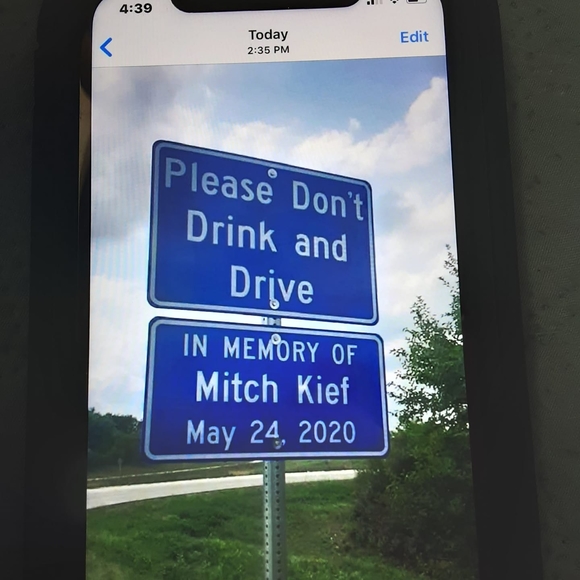 4:39
Today
2:35 PM
Edit
Please Don't
Drink and
Drive
IN MEMORY OF
Mitch Kief
May 24, 2020